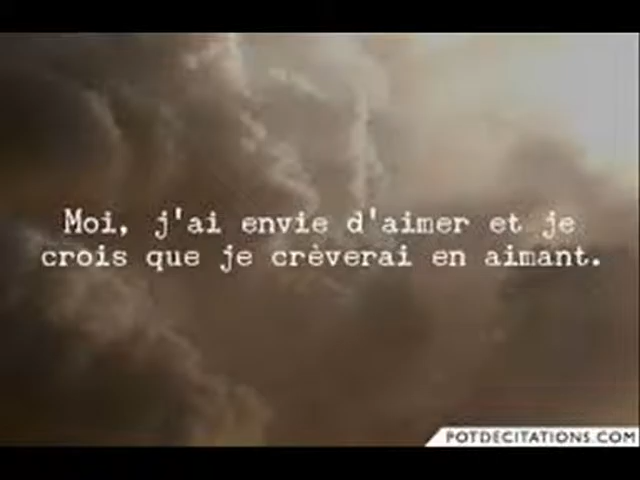 Moi, j'ai envie d'aimer et je
crois que je crèverai en aimant.
POTDECITATIONS.COM